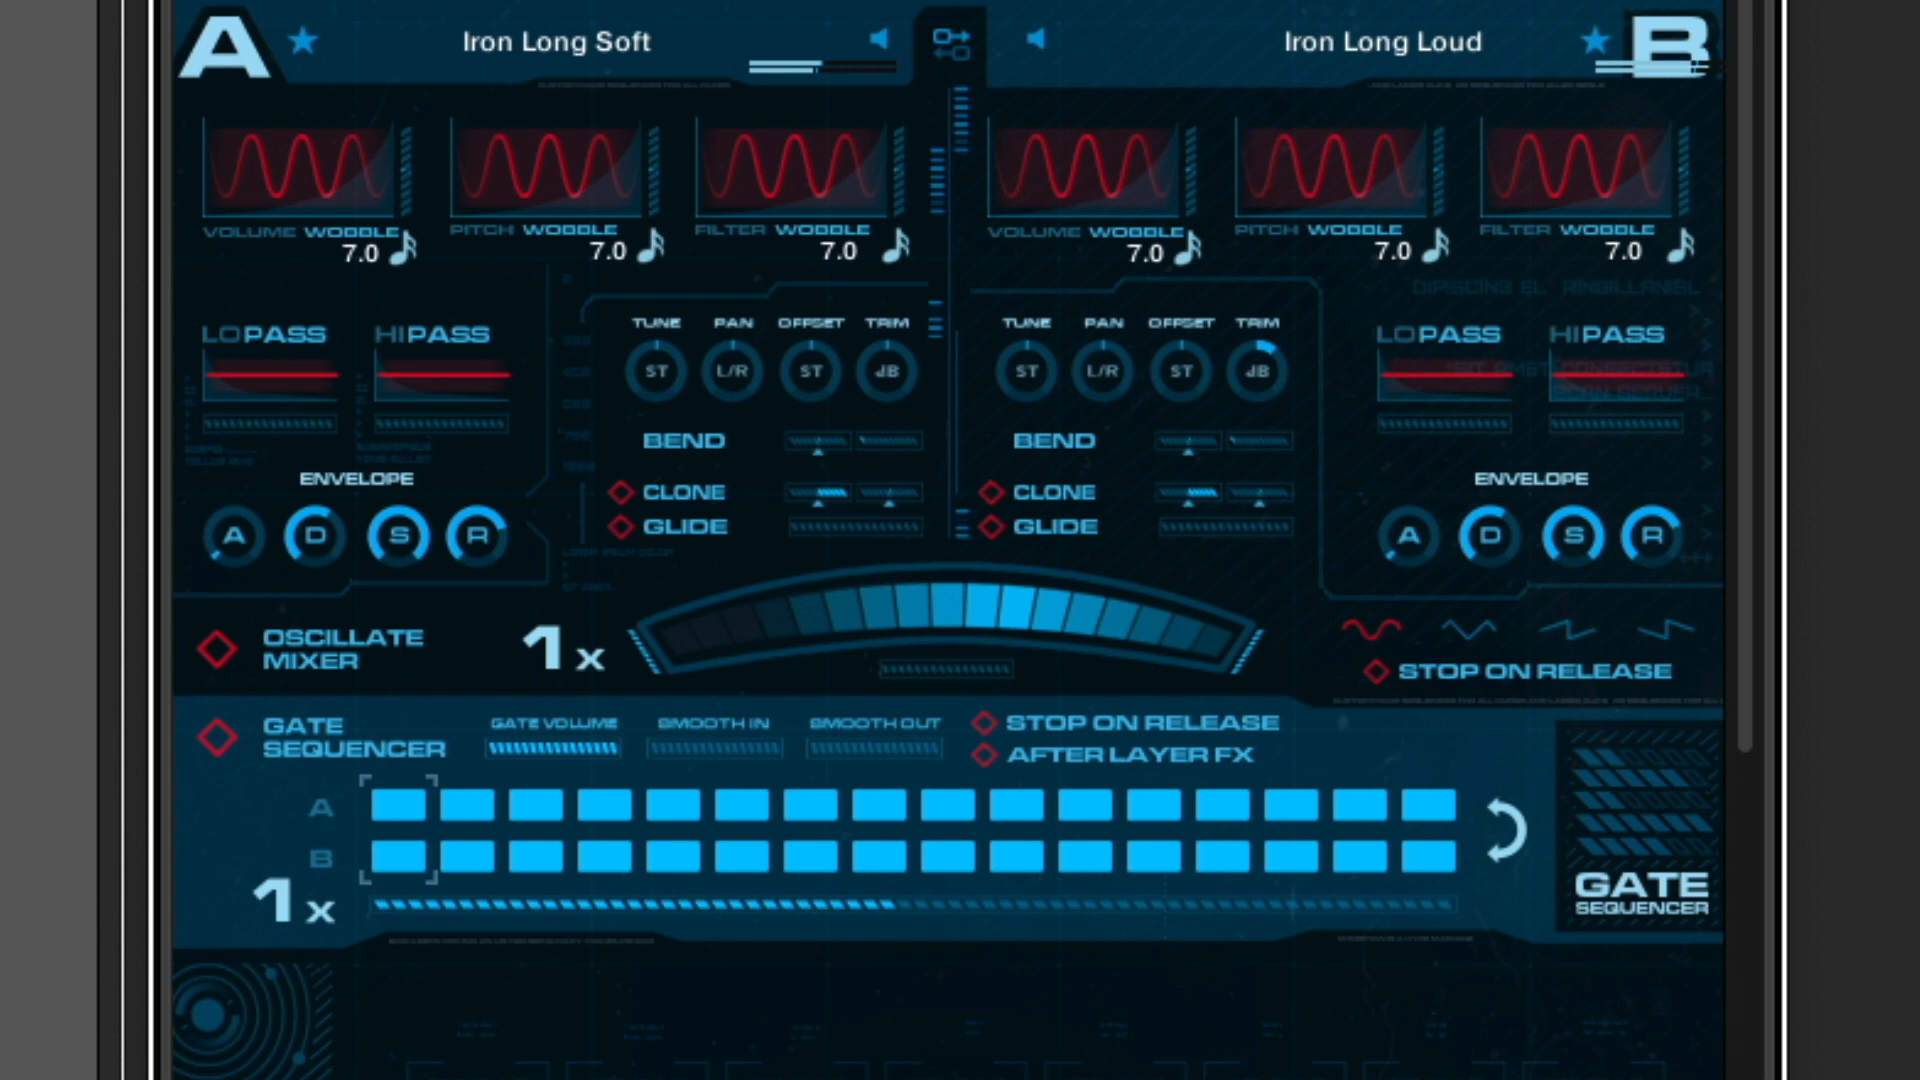 A
Iron Long Soft
Iron Long Loud
B
VOLUME WOBBLE
7.0
PITCH WOBBLE
7.0
FILTER WOBBLE
7.0
VOLUME WOBBLE
7.0
PITCH WOBBLE
7.0
FILTER WOBBLE
7.0
LOPASS
HIPASS
TUNE PAN OFFSET TRIM
ST L/R ST dB
BEND
CLONE
GLIDE
ENVELOPE
A D S R
TUNE PAN OFFSET TRIM
ST L/R ST dB
BEND
CLONE
GLIDE
LOPASS
HIPASS
ENVELOPE
A D S R
OSCILLATE
MIXER
1x
STOP ON RELEASE
GATE
SEQUENCER
GATE VOLUME
SMOOTH IN
SMOOTH OUT
STOP ON RELEASE
AFTER LAYER FX
A
B
1x
GATE
SEQUENCER